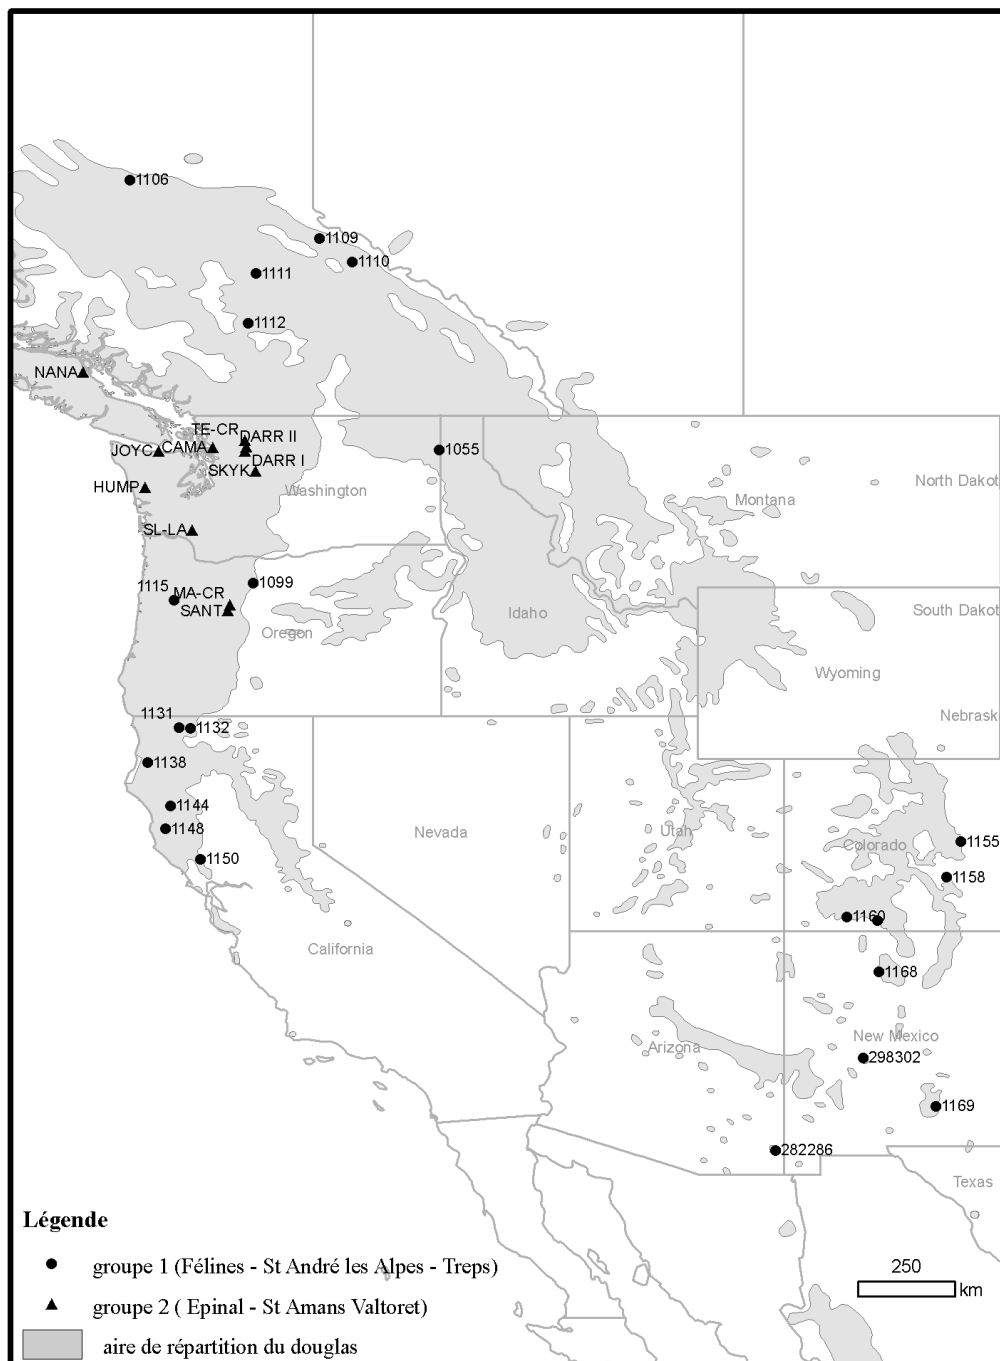 1106
1109
1110
1111
1112
NANA
TE-CR
DARR II
JOYC
CAMA
DARR I
SKYK
1055
HUMP
Washington
Montana
North Dakot
SL-LA
1099
1115
MA-CR
SANT
Idaho
South Dakot
Oregon
Wyoming
1131
1132
Nebrask
1138
1144
1148
Nevada
Utah
Colorado
1155
1150
1158
1160
California
1168
Arizona
New Mexico
298302
1169
282286
Texas
Légende
groupe 1 (Félines - St André les Alpes - Treps)
groupe 2 ( Epinal - St Amans Valtoret)
aire de répartition du douglas
250
km